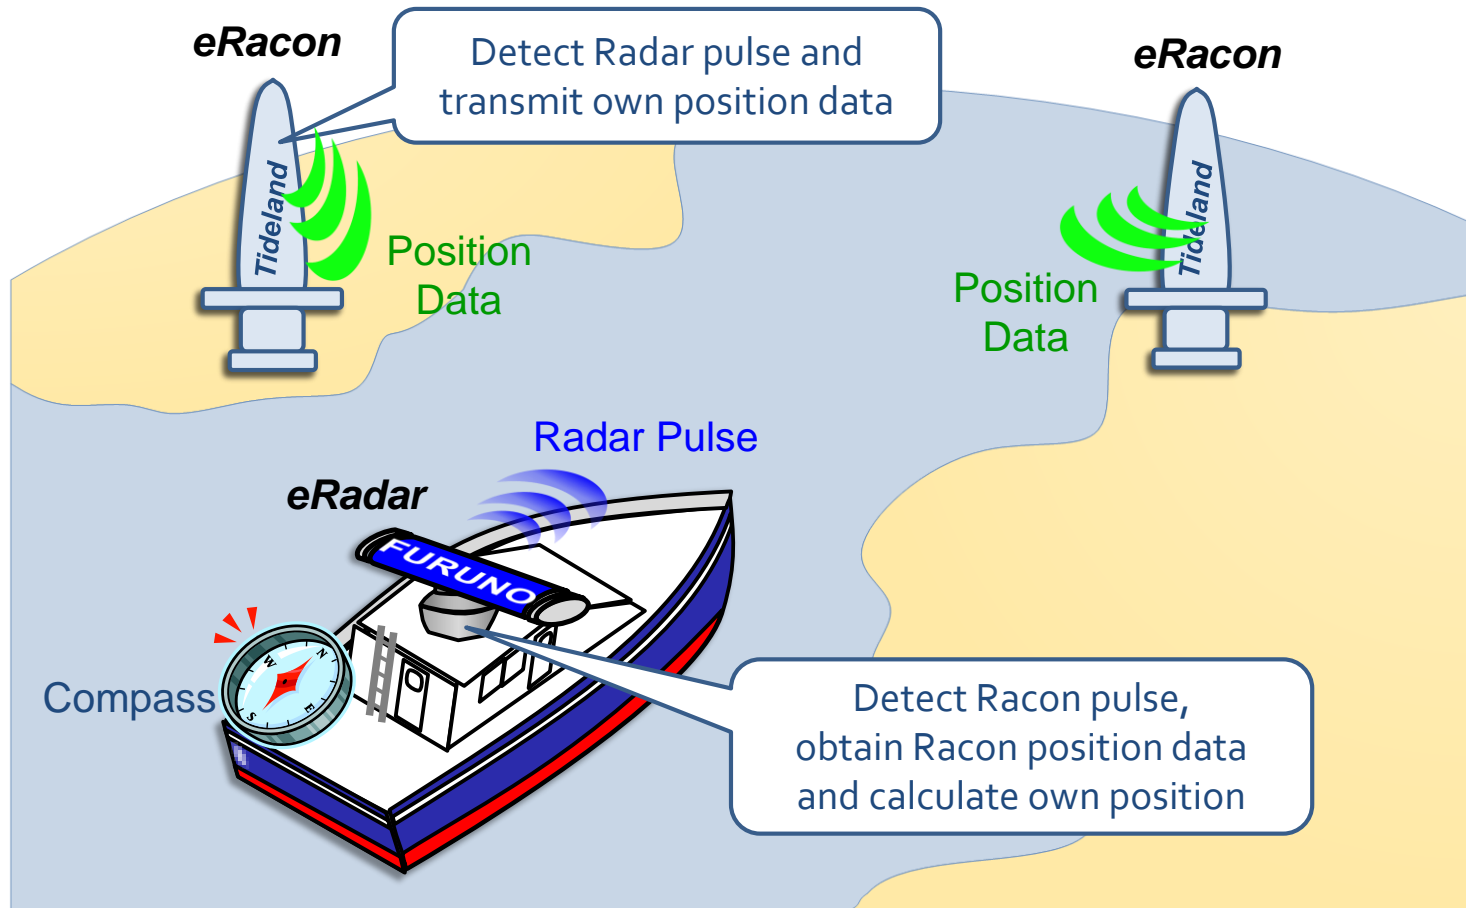 eRacon
Detect Radar pulse and
transmit own position data
eRacon
Tideland
Tideland
Position
Data
Position
Data
Radar Pulse
eRadar
FURUNO
Compass
N
W
E
S
Detect Racon pulse,
obtain Racon position data
and calculate own position